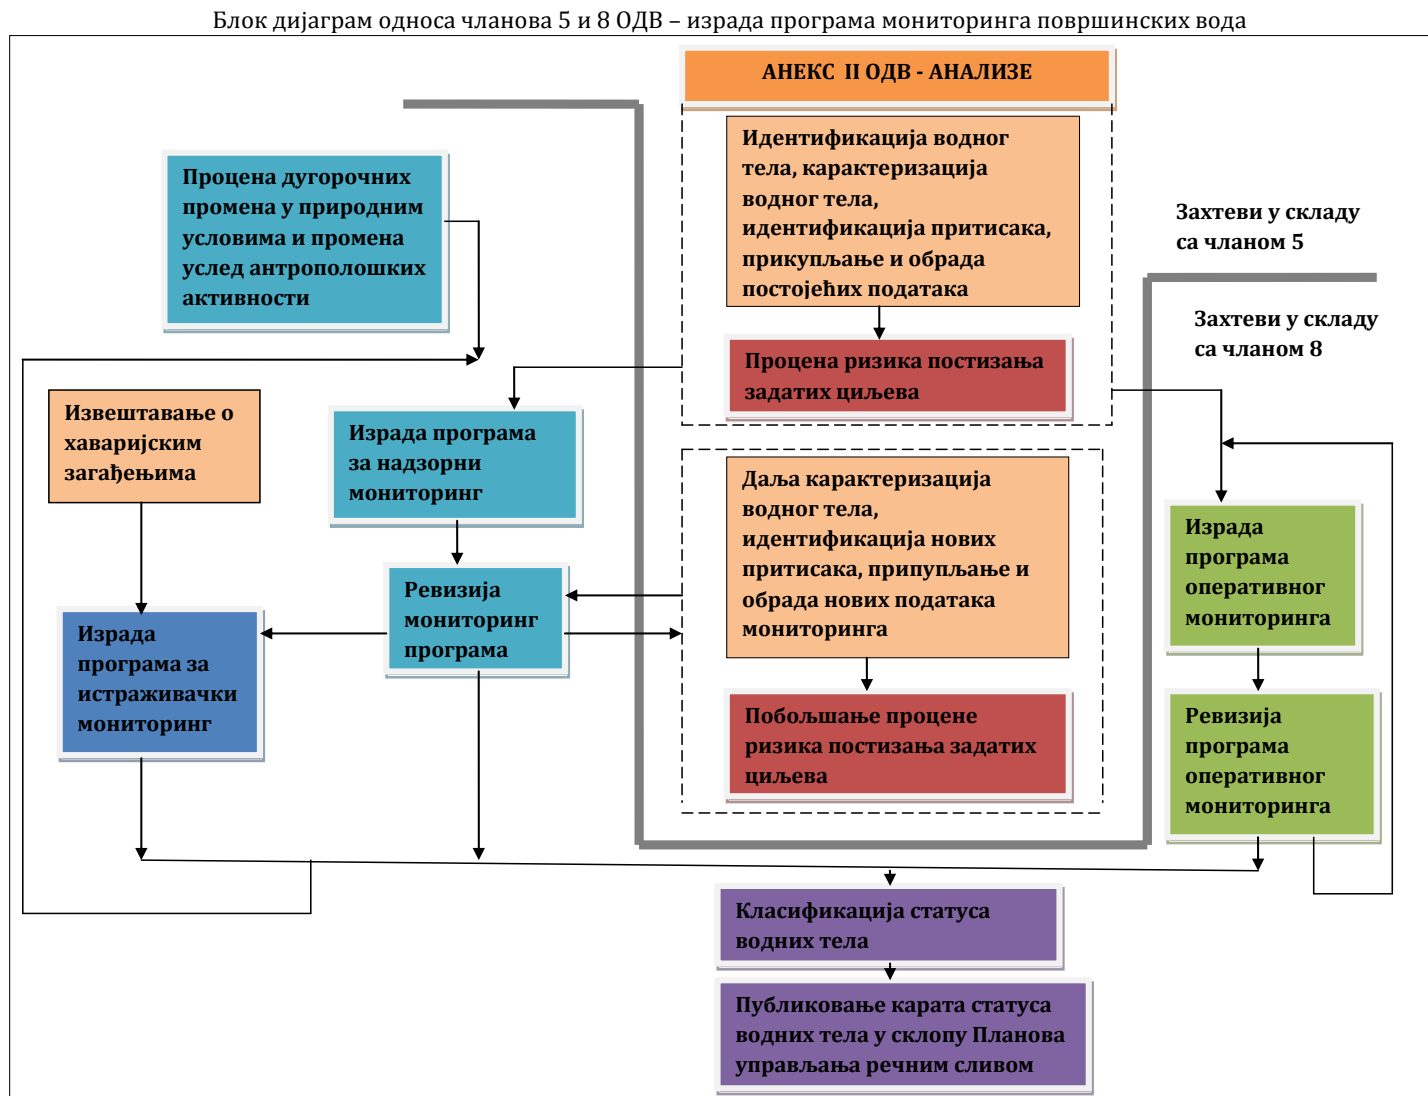 Блок дијаграм односа чланова 5 и 8 ОДВ – израда програма мониторинга површинских вода
АНЕКС II ОДВ - АНАЛИЗЕ
Идентификација водног
тела, карактеризација
водног тела,
идентификација притисака,
прикупљање и обрада
постојећих података
Процена дугорочних
промена у природним
условима и промена
услед антрополошких
активности
Захтеви у складу
са чланом 5
Захтеви у складу
са чланом 8
Процена ризика постизања
задатих циљева
Извештавање о
хаваријским
загађењима
Израда програма
за надзорни
мониторинг
Даља карактеризација
водног тела,
идентификација нових
притисака, припупљање и
обрада нових података
мониторинга
Израда
програма
оперативног
мониторинга
Ревизија
мониторинг
програма
Израда
програма за
истраживачки
мониторинг
Побољшање процене
ризика постизања задатих
циљева
Ревизија
програма
оперативног
мониторинга
Класификација статуса
водних тела
Публиковање карата статуса
водних тела у склопу Планова
управљања речним сливом